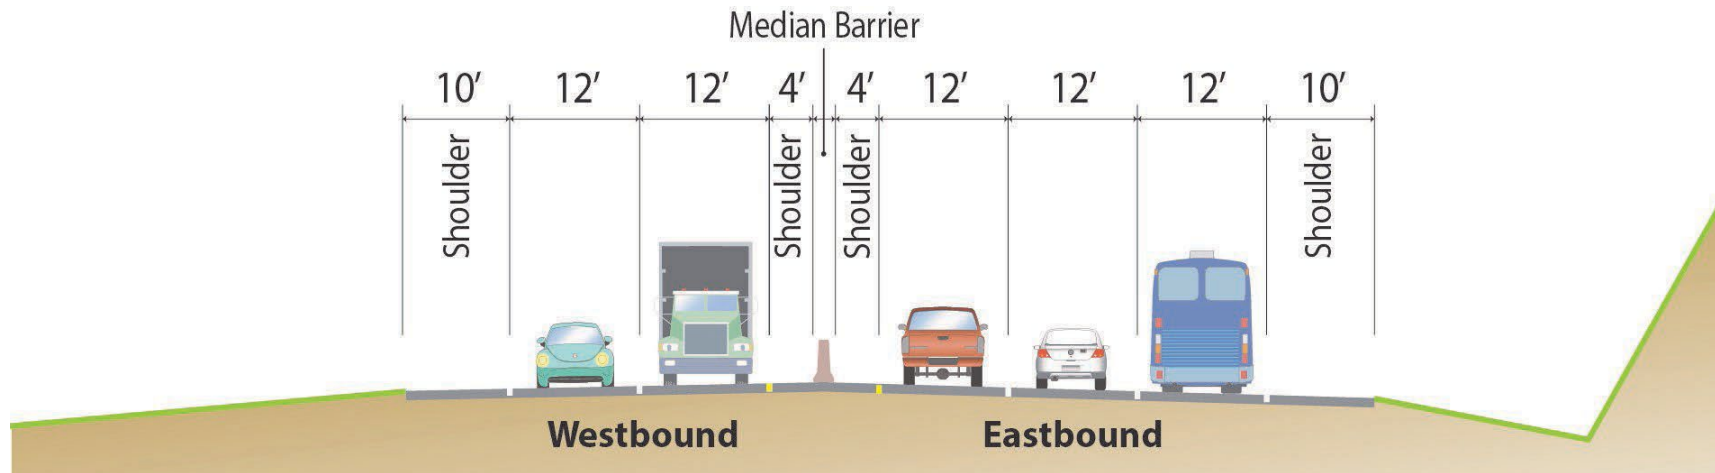 Median Barrier
10′ 12′ 12′ 4′ 4′ 12′ 12′ 12′ 10′
Shoulder
Shoulder
Shoulder
Shoulder
Westbound Eastbound